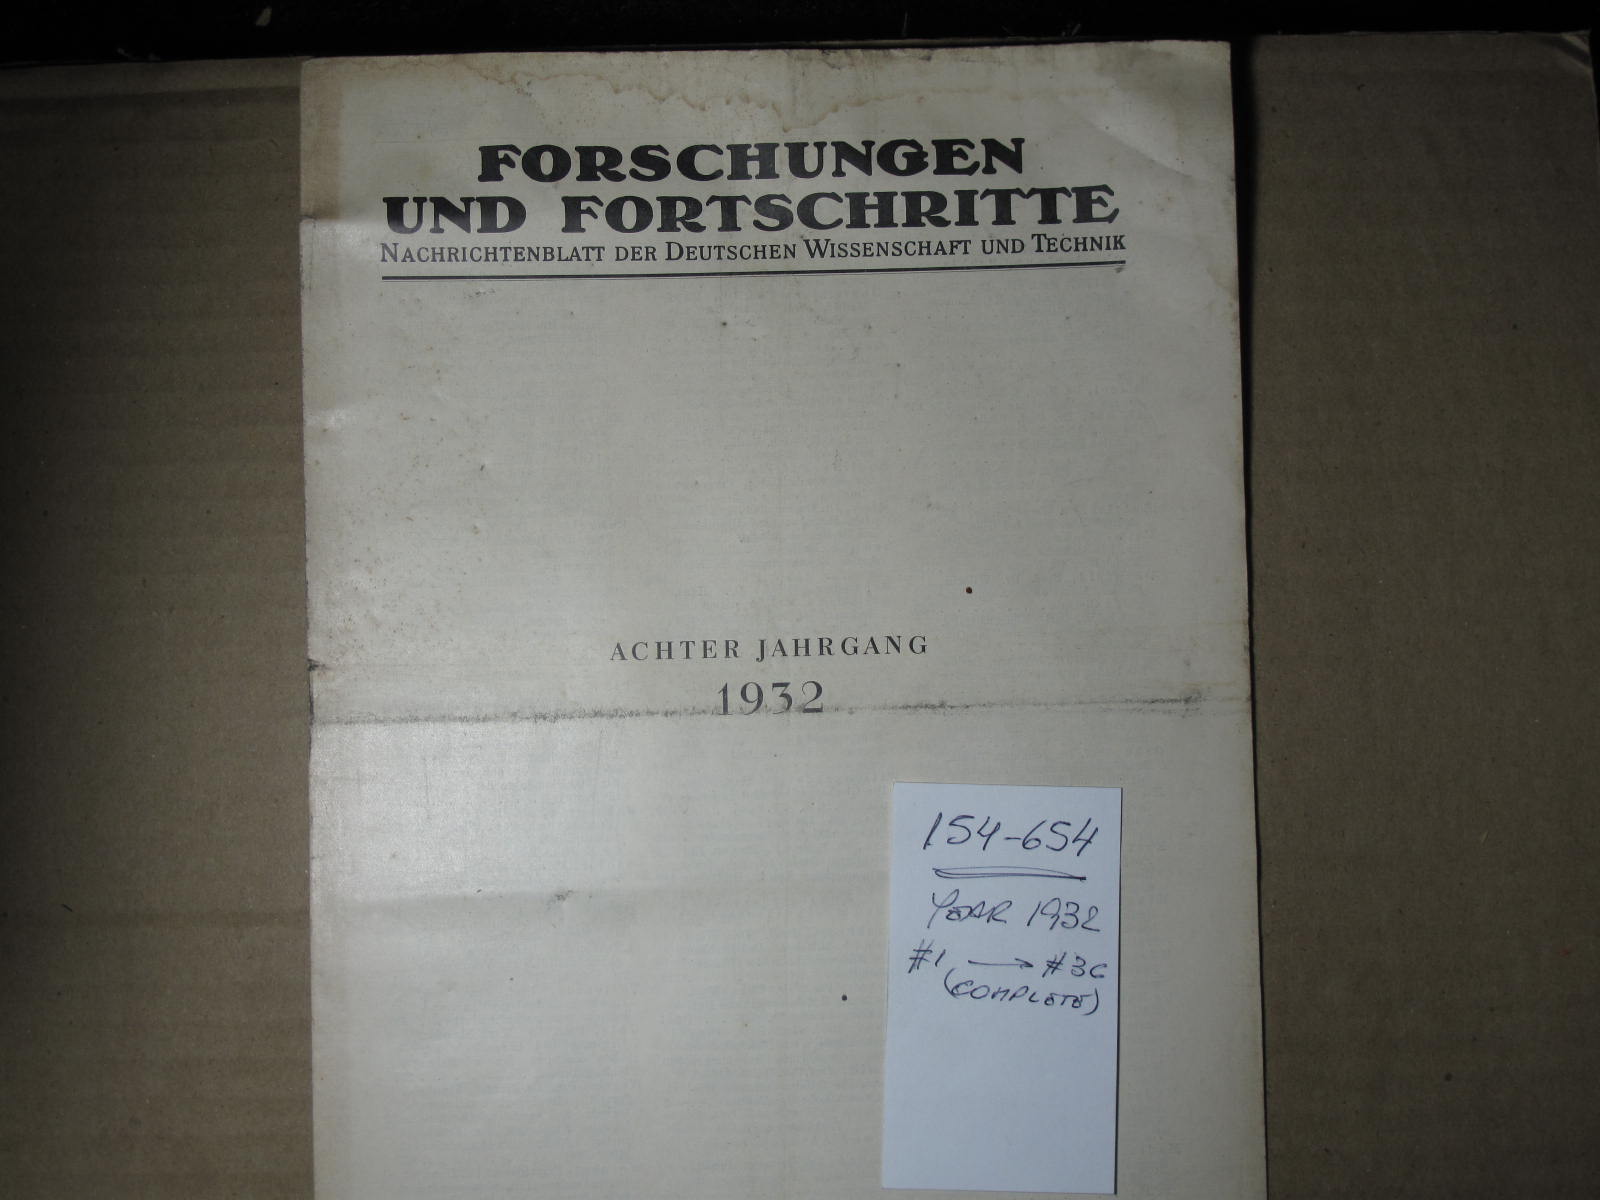 FORSCHUNGEN
UND FORTSCHRITTE
NACHRICHTENBLATT DER DEUTSCHEN WISSENSCHAFT UND TECHNIK
ACHTER JAHRGANG
1932
154-654
YEAR 1932
#1 → #36
(COMPLETE)